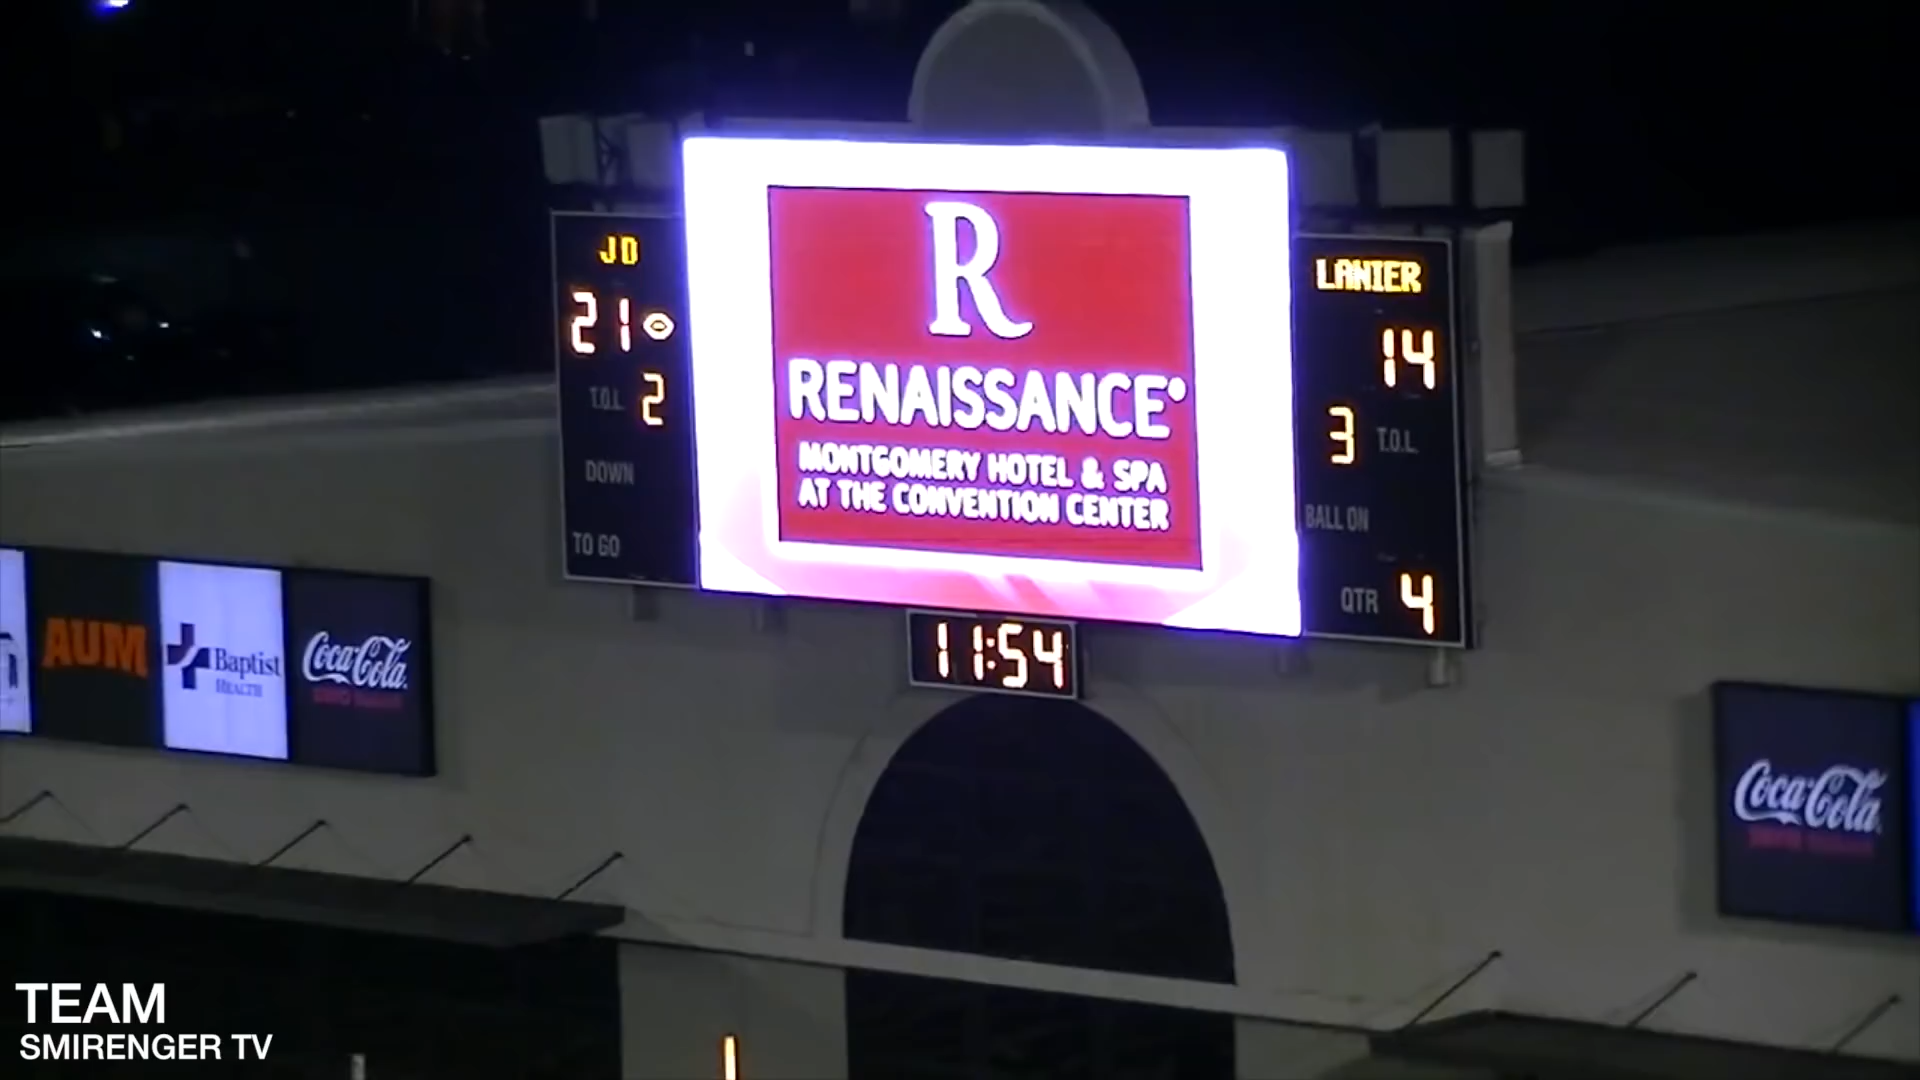 JD
21
T.O.L. 2
DOWN
TO GO
R
RENAISSANCE
MONTGOMERY HOTEL & SPA
AT THE CONVENTION CENTER
LANIER
14
3 T.O.L.
BALL ON
QTR 4
11:54
AUM
Baptist
HEALTH
Coca-Cola
Coca-Cola
TEAM
SMIRENGER TV